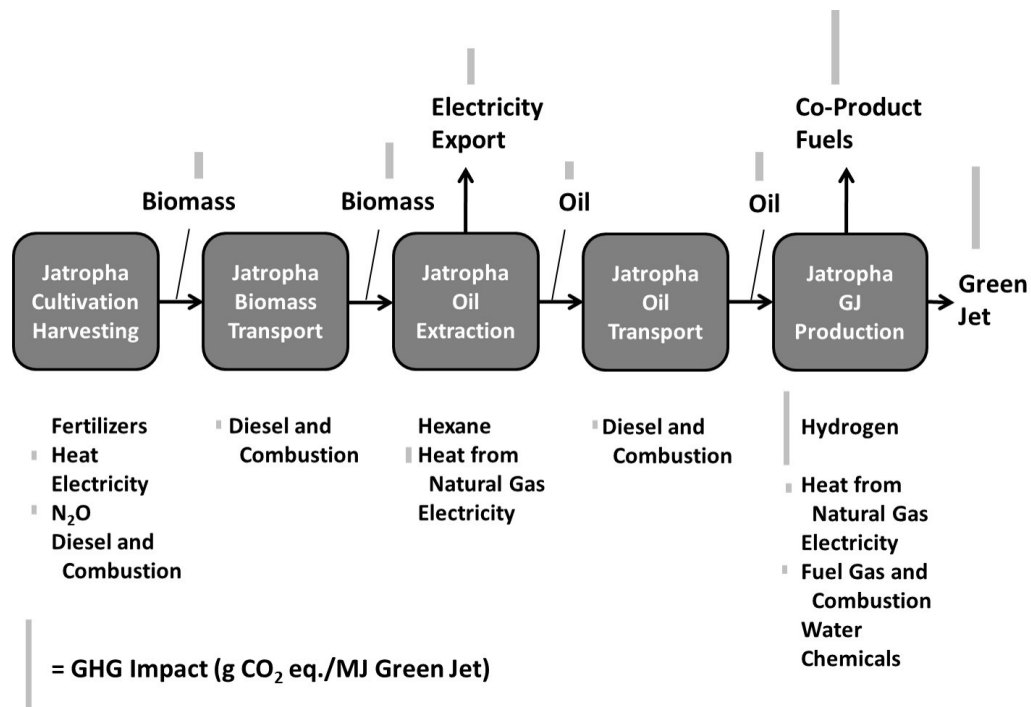 Electricity
Export
Co-Product
Fuels
Biomass
Biomass
Oil
Oil
Jatropha
Cultivation
Harvesting
Jatropha
Biomass
Transport
Jatropha
Oil
Extraction
Jatropha
Oil
Transport
Jatropha
GJ
Production
Green
Jet
Fertilizers
Heat
Electricity
N₂O
Diesel and
Combustion
Diesel and
Combustion
Hexane
Heat from
Natural Gas
Electricity
Diesel and
Combustion
Hydrogen
Heat from
Natural Gas
Electricity
Fuel Gas and
Combustion
Water
Chemicals
= GHG Impact (g CO₂ eq./MJ Green Jet)